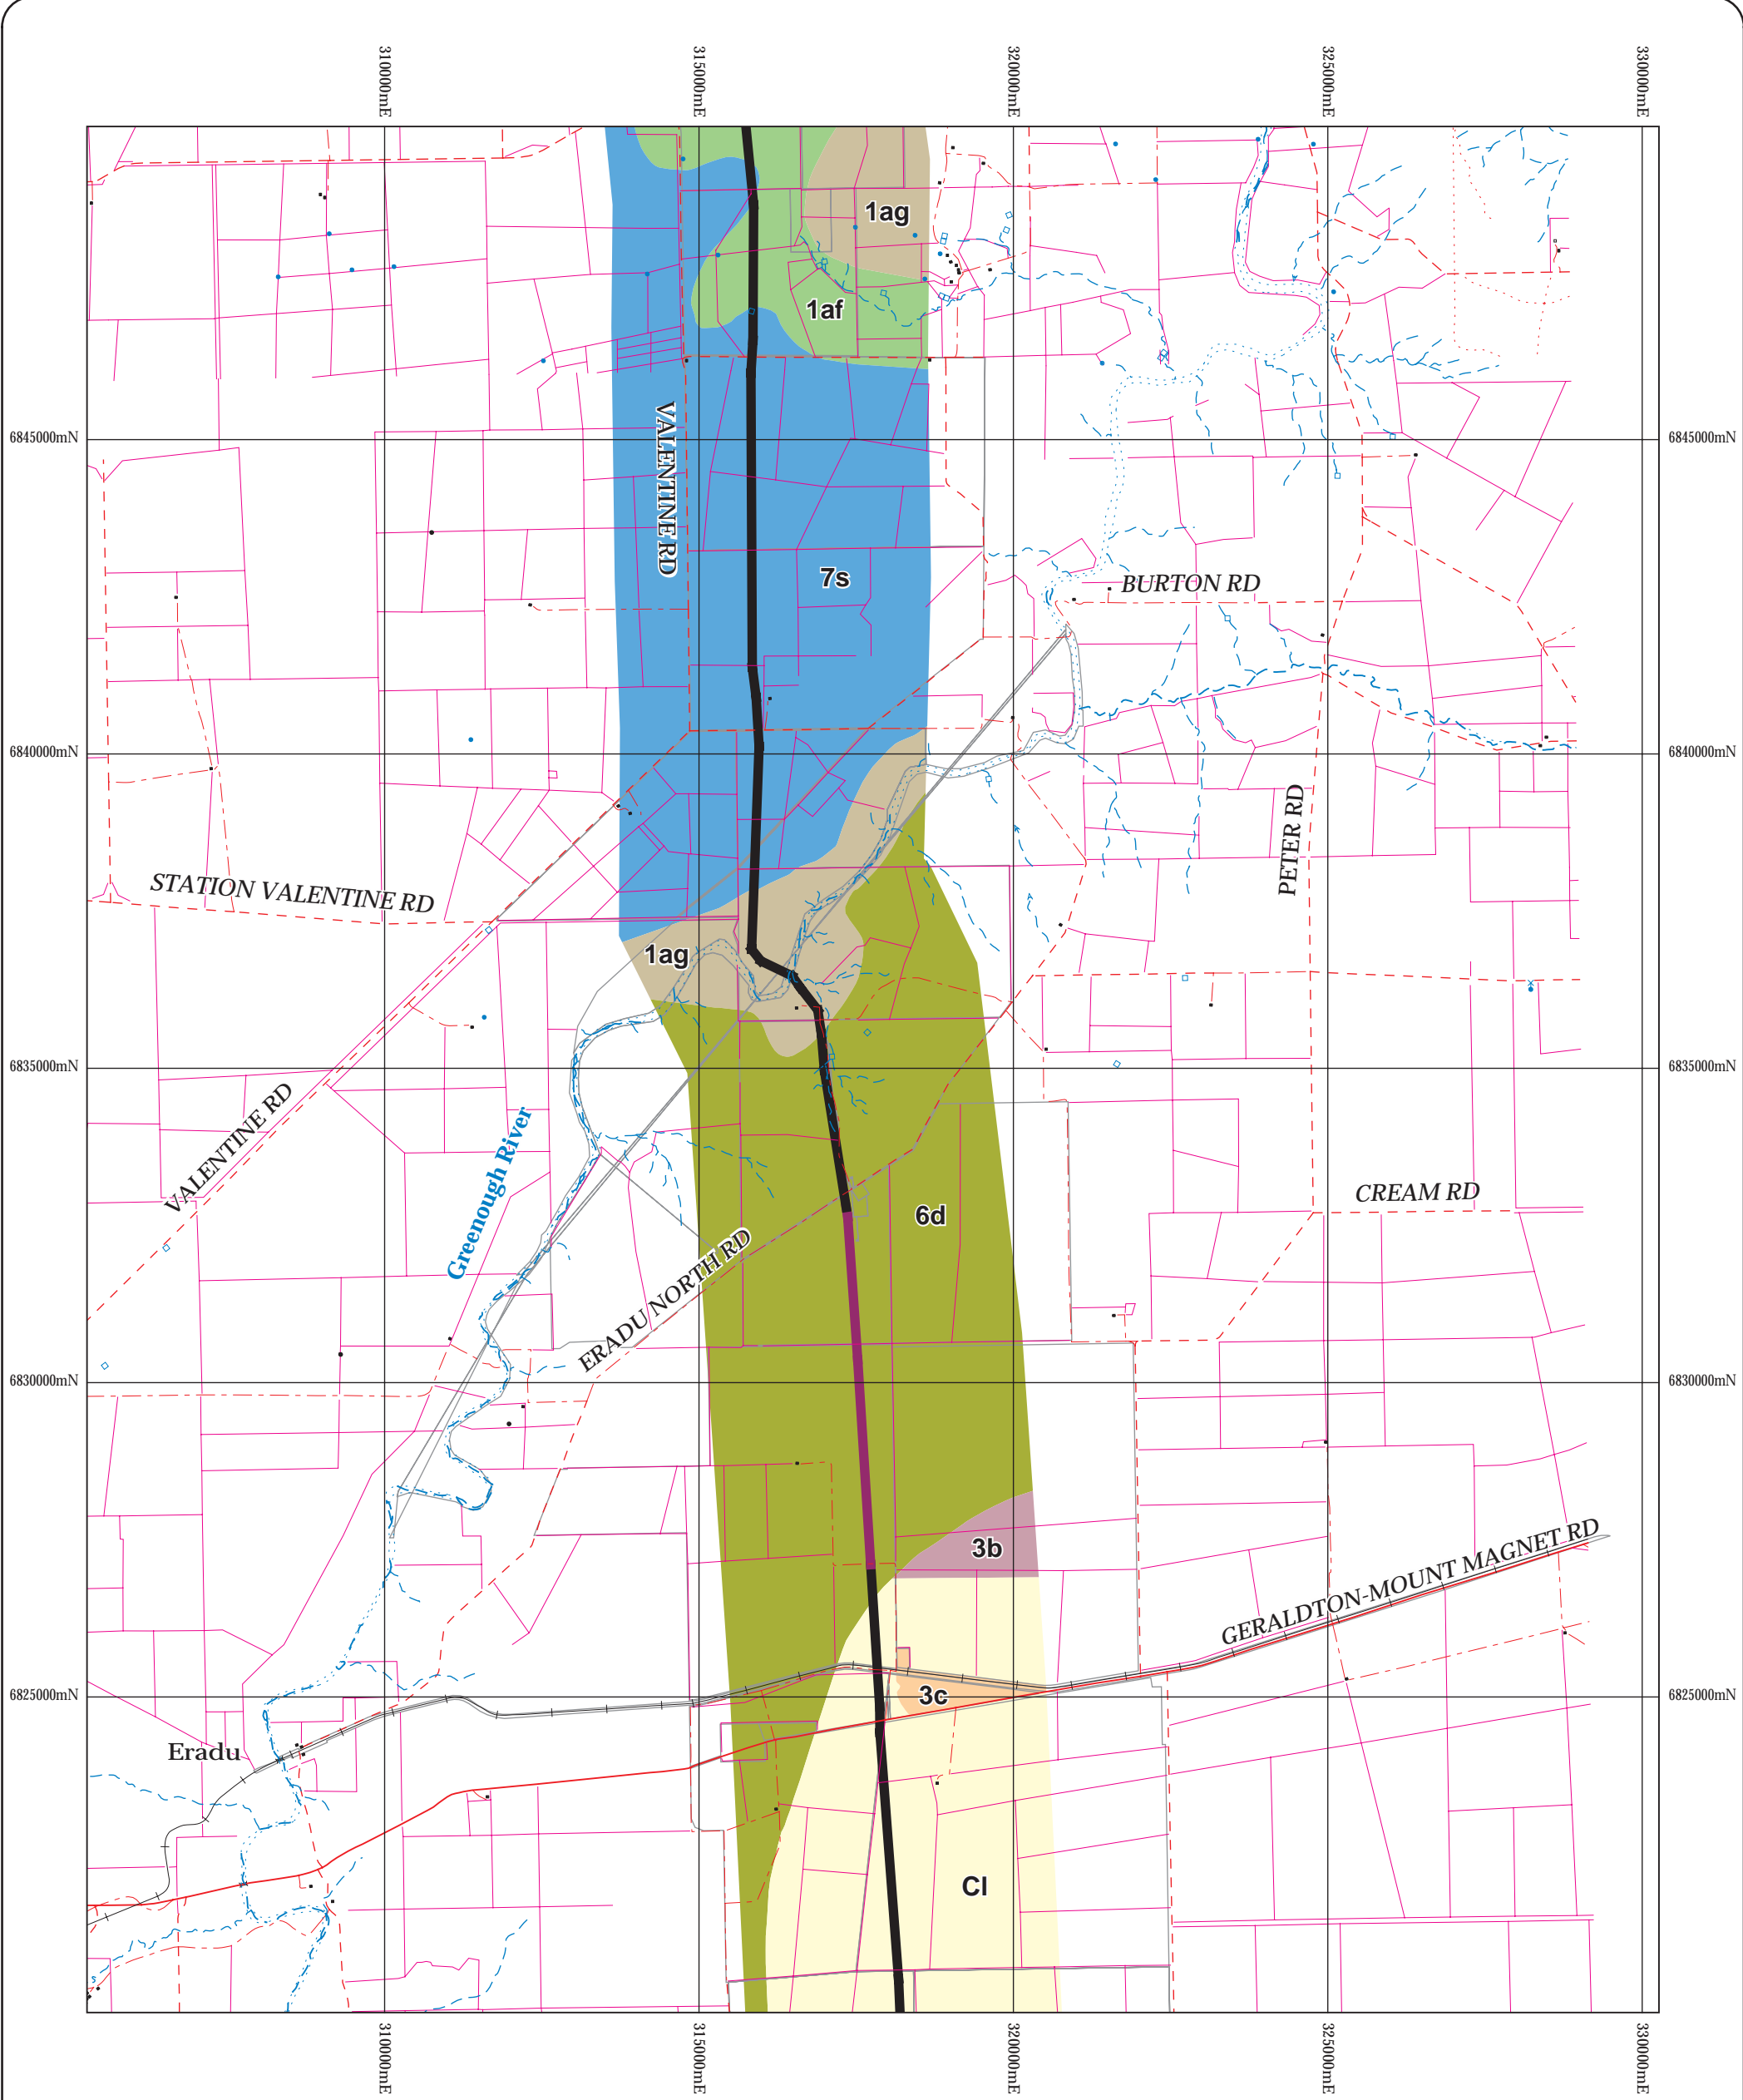 310000mE
315000mE
320000mE
325000mE
330000mE
1ag
1af
6845000mN
6845000mN
VALENTINE RD
7s
BURTON RD
6840000mN
6840000mN
PETER RD
STATION VALENTINE RD
1ag
6835000mN
6835000mN
VALENTINE RD
Greenough River
CREAM RD
6d
ERADU NORTH RD
6830000mN
6830000mN
3b
GERALDTON-MOUNT MAGNET RD
6825000mN
3c
6825000mN
Eradu
Cl
310000mE
315000mE
320000mE
325000mE
330000mE